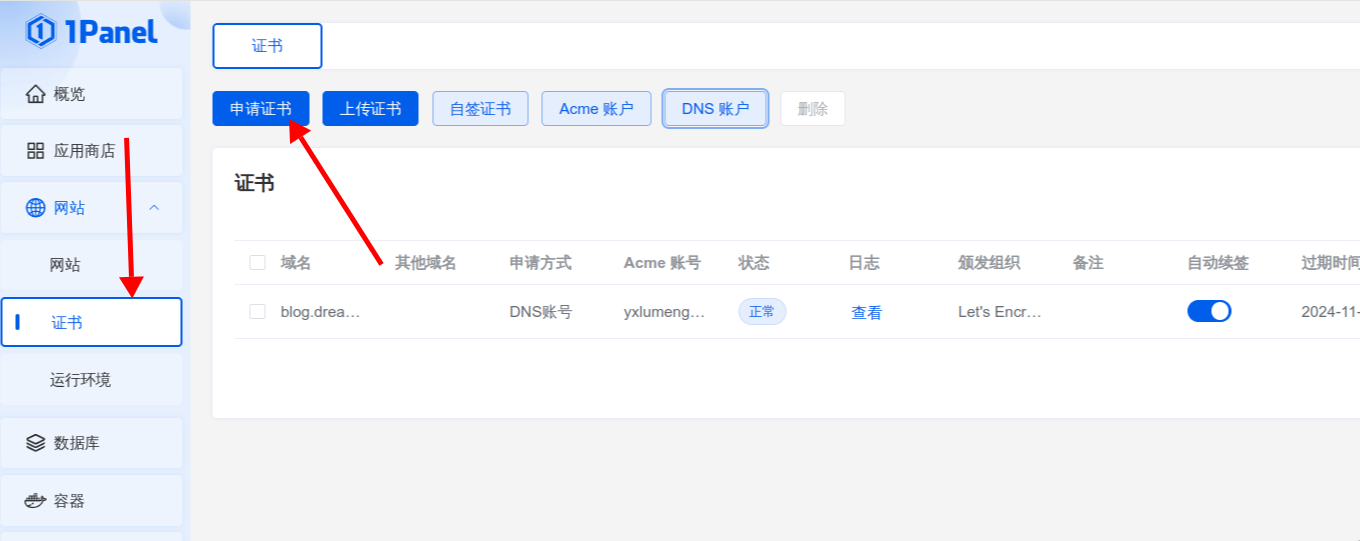 1Panel
概览
应用商店
网站
网站
证书
运行环境
数据库
容器
证书
申请证书 上传证书 自签证书 Acme 账户 DNS 账户 删除
证书
域名 其他域名 申请方式 Acme 账号 状态 日志 颁发组织 备注 自动续签 过期时间
blog.drea… DNS账号 yxlumeng… 正常 查看 Let's Encr… 2024-11-